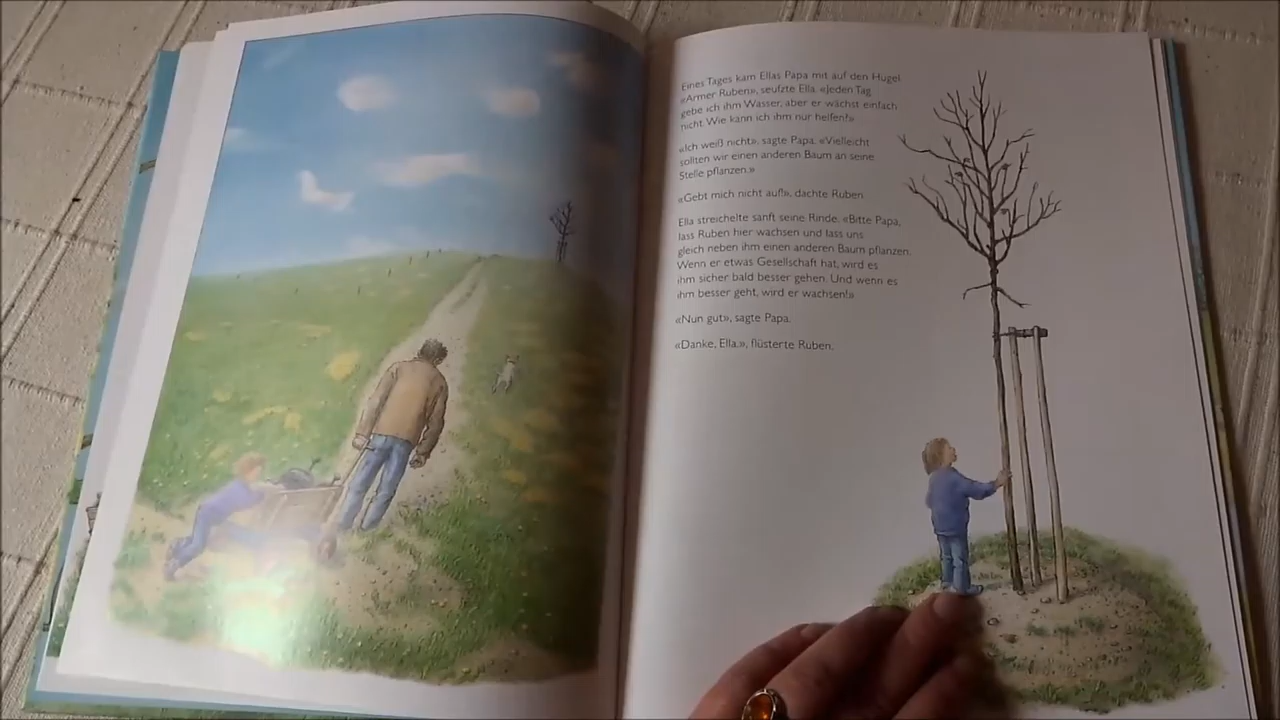 Eines Tages kam Ellas Papa mit auf den Hügel
«Armer Ruben», seufzte Ella. «Jeden Tag
gebe ich ihm Wasser, aber er wächst einfach
nicht. Wie kann ich ihm nur helfen?»
«Ich weiß nicht», sagte Papa. «Vielleicht
sollten wir einen anderen Baum an seine
Stelle pflanzen.»
«Gebt mich nicht auf!», dachte Ruben
Ella streichelte sanft seine Rinde. «Bitte Papa,
lass Ruben hier wachsen und lass uns
gleich neben ihm einen anderen Baum pflanzen.
Wenn er etwas Gesellschaft hat, wird es
ihm sicher bald besser gehen. Und wenn es
ihm besser geht, wird er wachsen!»
«Nun gut», sagte Papa.
«Danke, Ella.», flüsterte Ruben.